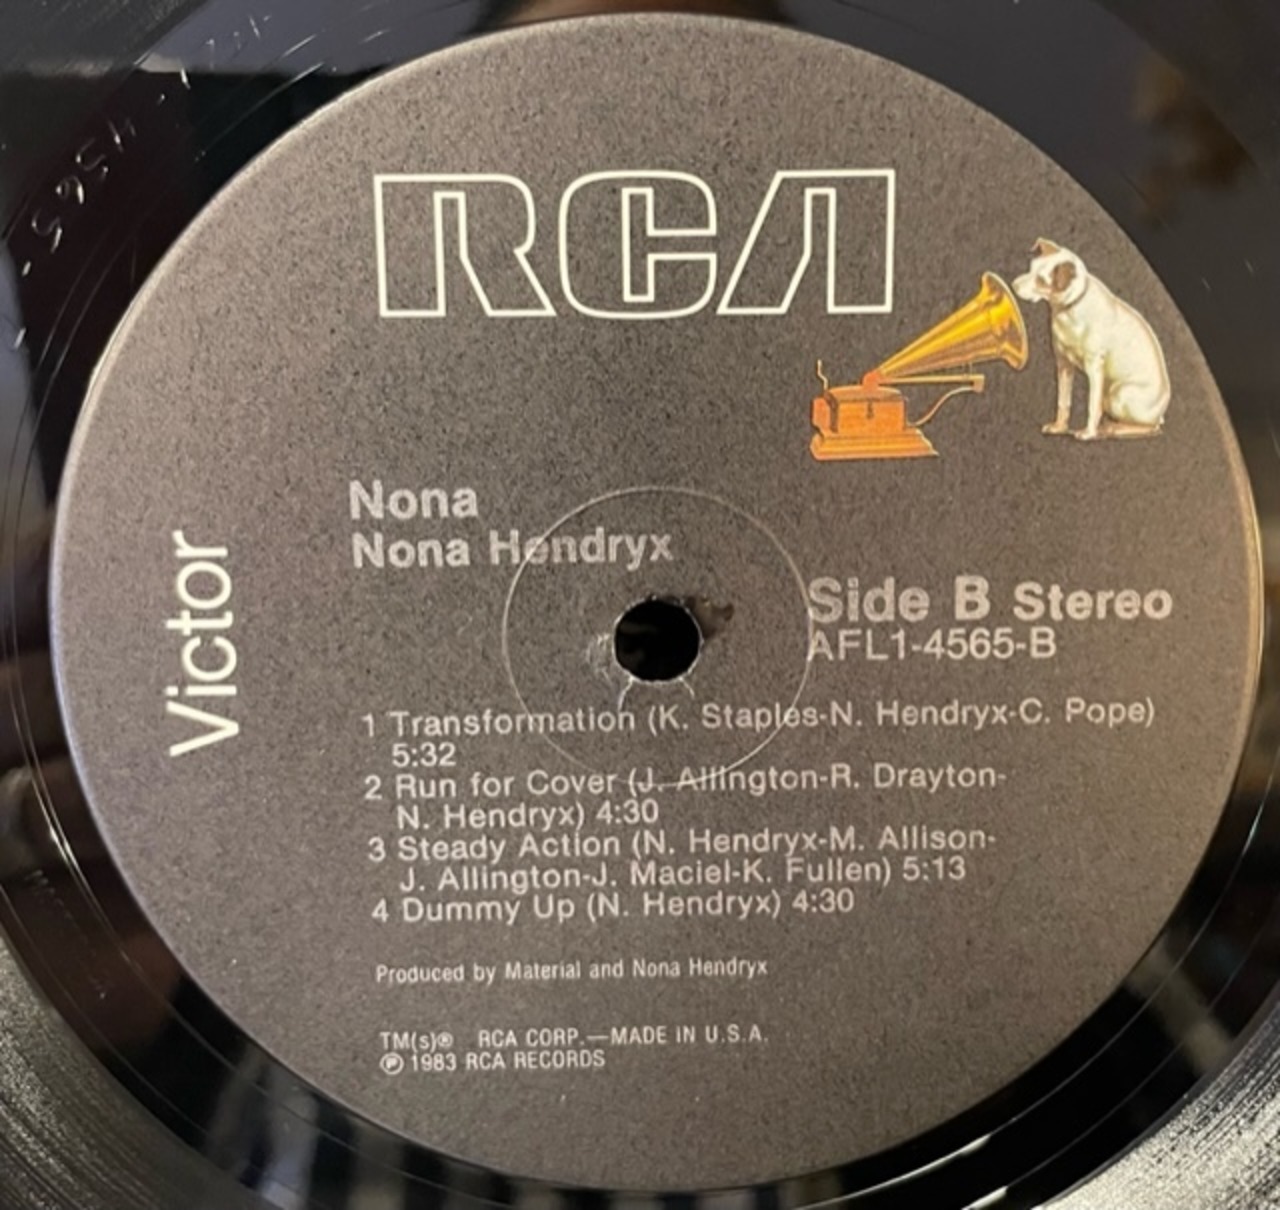 RCA
Nona
Nona Hendryx
Victor
Side B Stereo
AFL1-4565-B
1 Transformation (K. Staples-N. Hendryx-C. Pope)
5:32
2 Run for Cover (J. Allington-R. Drayton-
N. Hendryx) 4:30
3 Steady Action (N. Hendryx-M. Allison-
J. Allington-J. Maciel-K. Fullen) 5:13
4 Dummy Up (N. Hendryx) 4:30
Produced by Material and Nona Hendryx
TM(s)® RCA CORP.—MADE IN U.S.A.
℗ 1983 RCA RECORDS